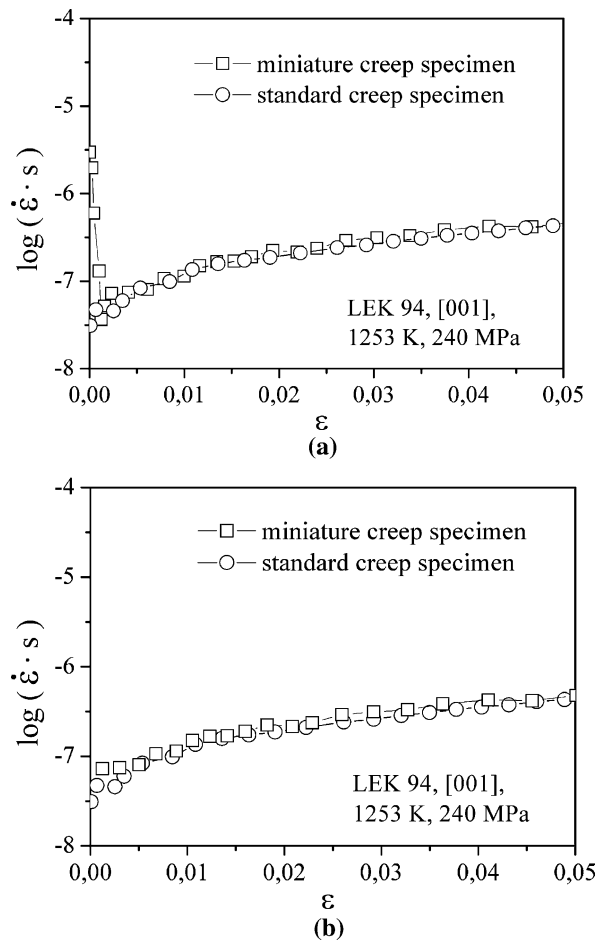 -4
miniature creep specimen
standard creep specimen
-5
-6
-7
-8
log ( ε̇ · s )
LEK 94, [001],
1253 K, 240 MPa
0,00 0,01 0,02 0,03 0,04 0,05
ε
(a)
-4
miniature creep specimen
standard creep specimen
-5
-6
-7
-8
log ( ε̇ · s )
LEK 94, [001],
1253 K, 240 MPa
0,00 0,01 0,02 0,03 0,04 0,05
ε
(b)